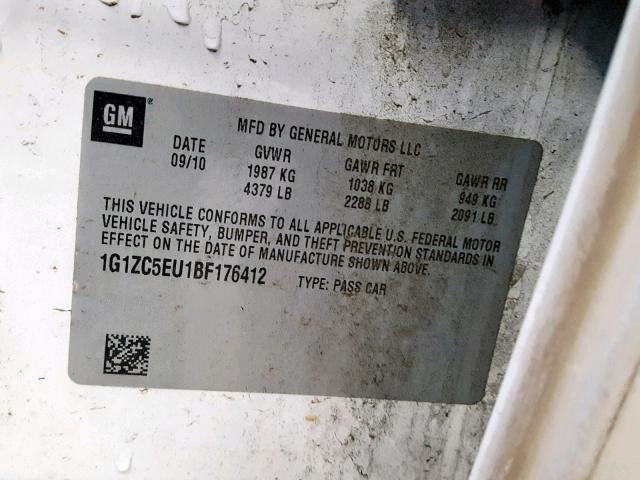 GM
MFD BY GENERAL MOTORS LLC
DATE GVWR GAWR FRT GAWR RR
09/10 1987 KG 1038 KG 949 KG
4379 LB 2288 LB 2091 LB
THIS VEHICLE CONFORMS TO ALL APPLICABLE U.S. FEDERAL MOTOR
VEHICLE SAFETY, BUMPER, AND THEFT PREVENTION STANDARDS IN
EFFECT ON THE DATE OF MANUFACTURE SHOWN ABOVE.
1G1ZC5EU1BF176412 TYPE: PASS CAR